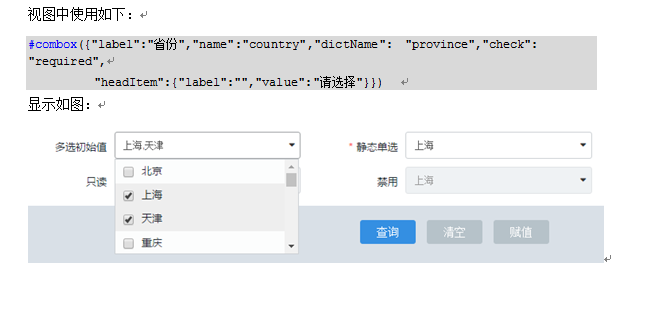 视图中使用如下：
#combox({"label":"省份","name":"country","dictName": "province","check":
"required",
"headItem":{"label":"","value":"请选择"}})
显示如图：
多选初始值 上海,天津 * 静态单选 上海
只读 禁用 上海
北京
上海
天津
重庆
查询 清空 赋值